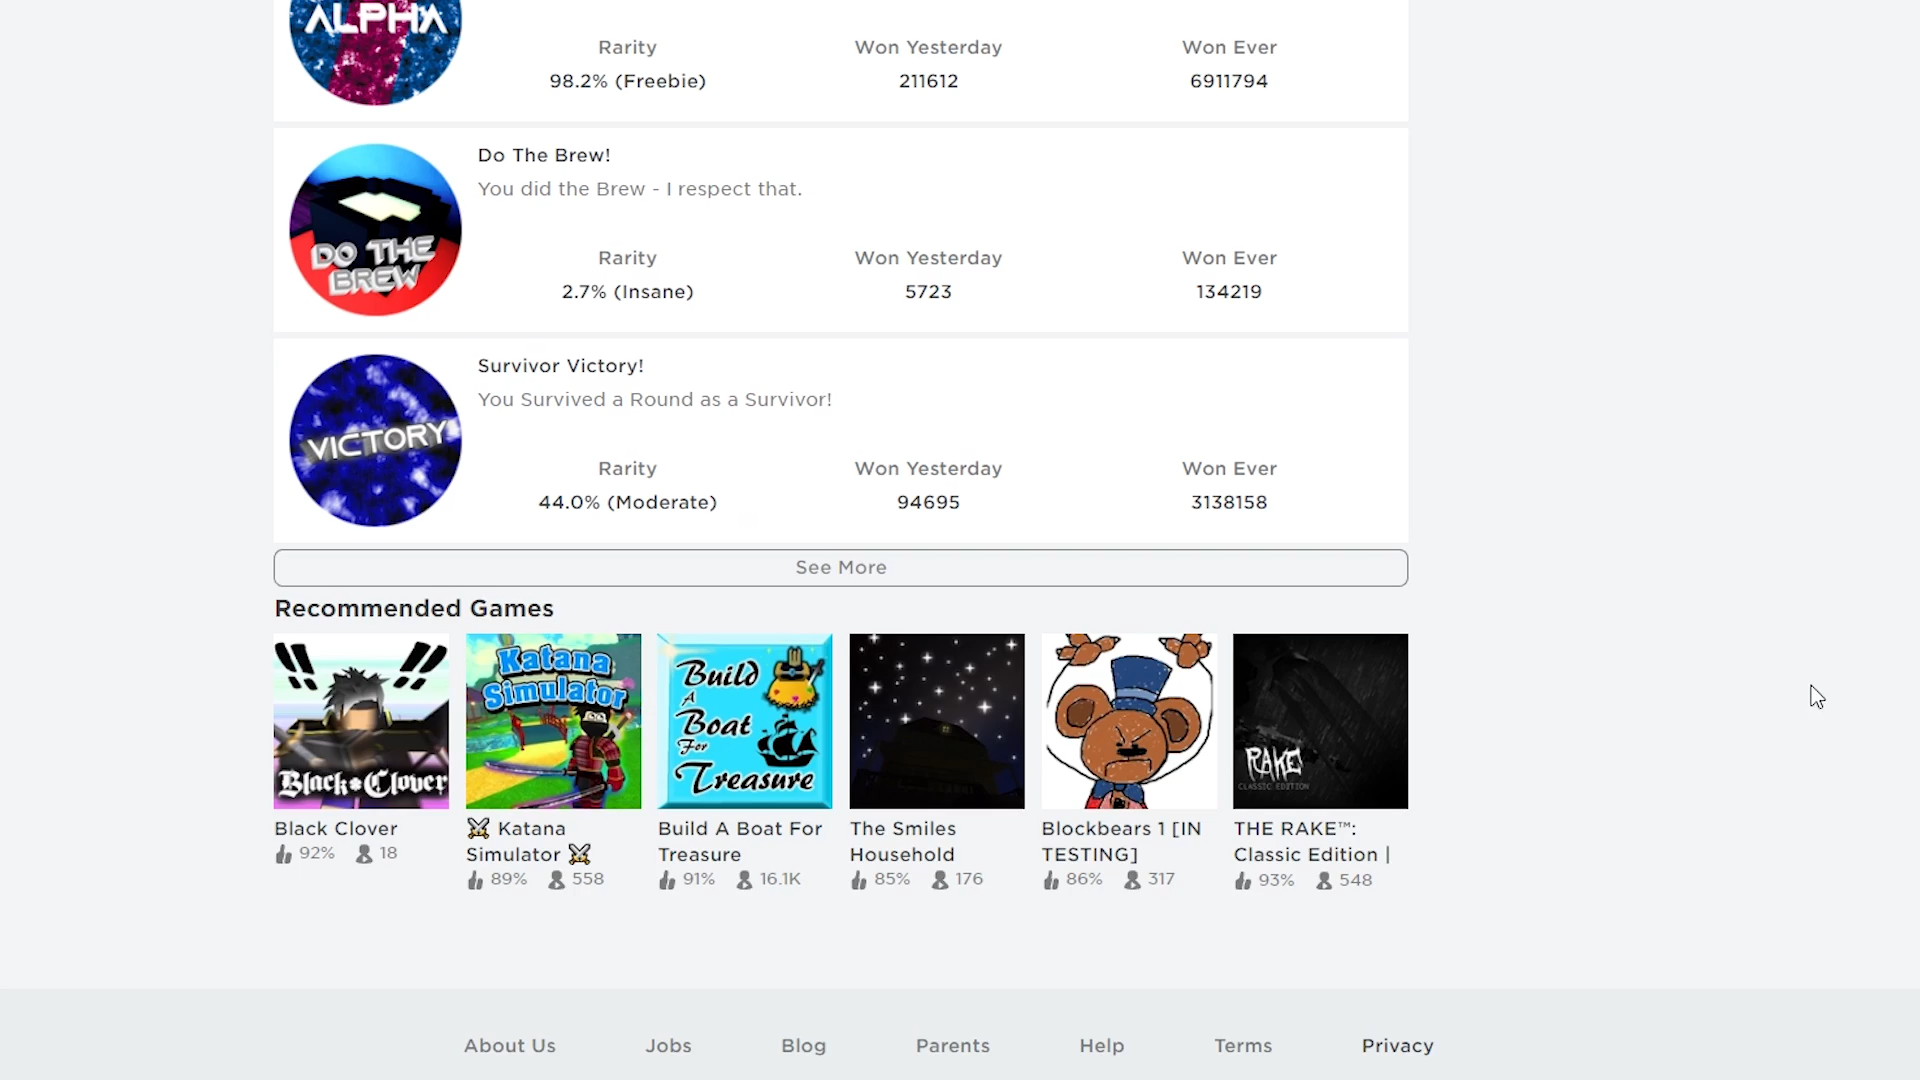 ALPHA
Rarity Won Yesterday Won Ever
98.2% (Freebie) 211612 6911794
Do The Brew!
You did the Brew - I respect that.
DO THE
BREW
Rarity Won Yesterday Won Ever
2.7% (Insane) 5723 134219
Survivor Victory!
You Survived a Round as a Survivor!
VICTORY
Rarity Won Yesterday Won Ever
44.0% (Moderate) 94695 3138158
See More
Recommended Games
!! !!
Black Clover
Katana
Simulator
Build
A
Boat
For
Treasure
RAKE
CLASSIC EDITION
Black Clover
92% 18
⚔️ Katana
Simulator ⚔️
89% 558
Build A Boat For
Treasure
91% 16.1K
The Smiles
Household
85% 176
Blockbears 1 [IN
TESTING]
86% 317
THE RAKE™:
Classic Edition |
93% 548
About Us Jobs Blog Parents Help Terms Privacy